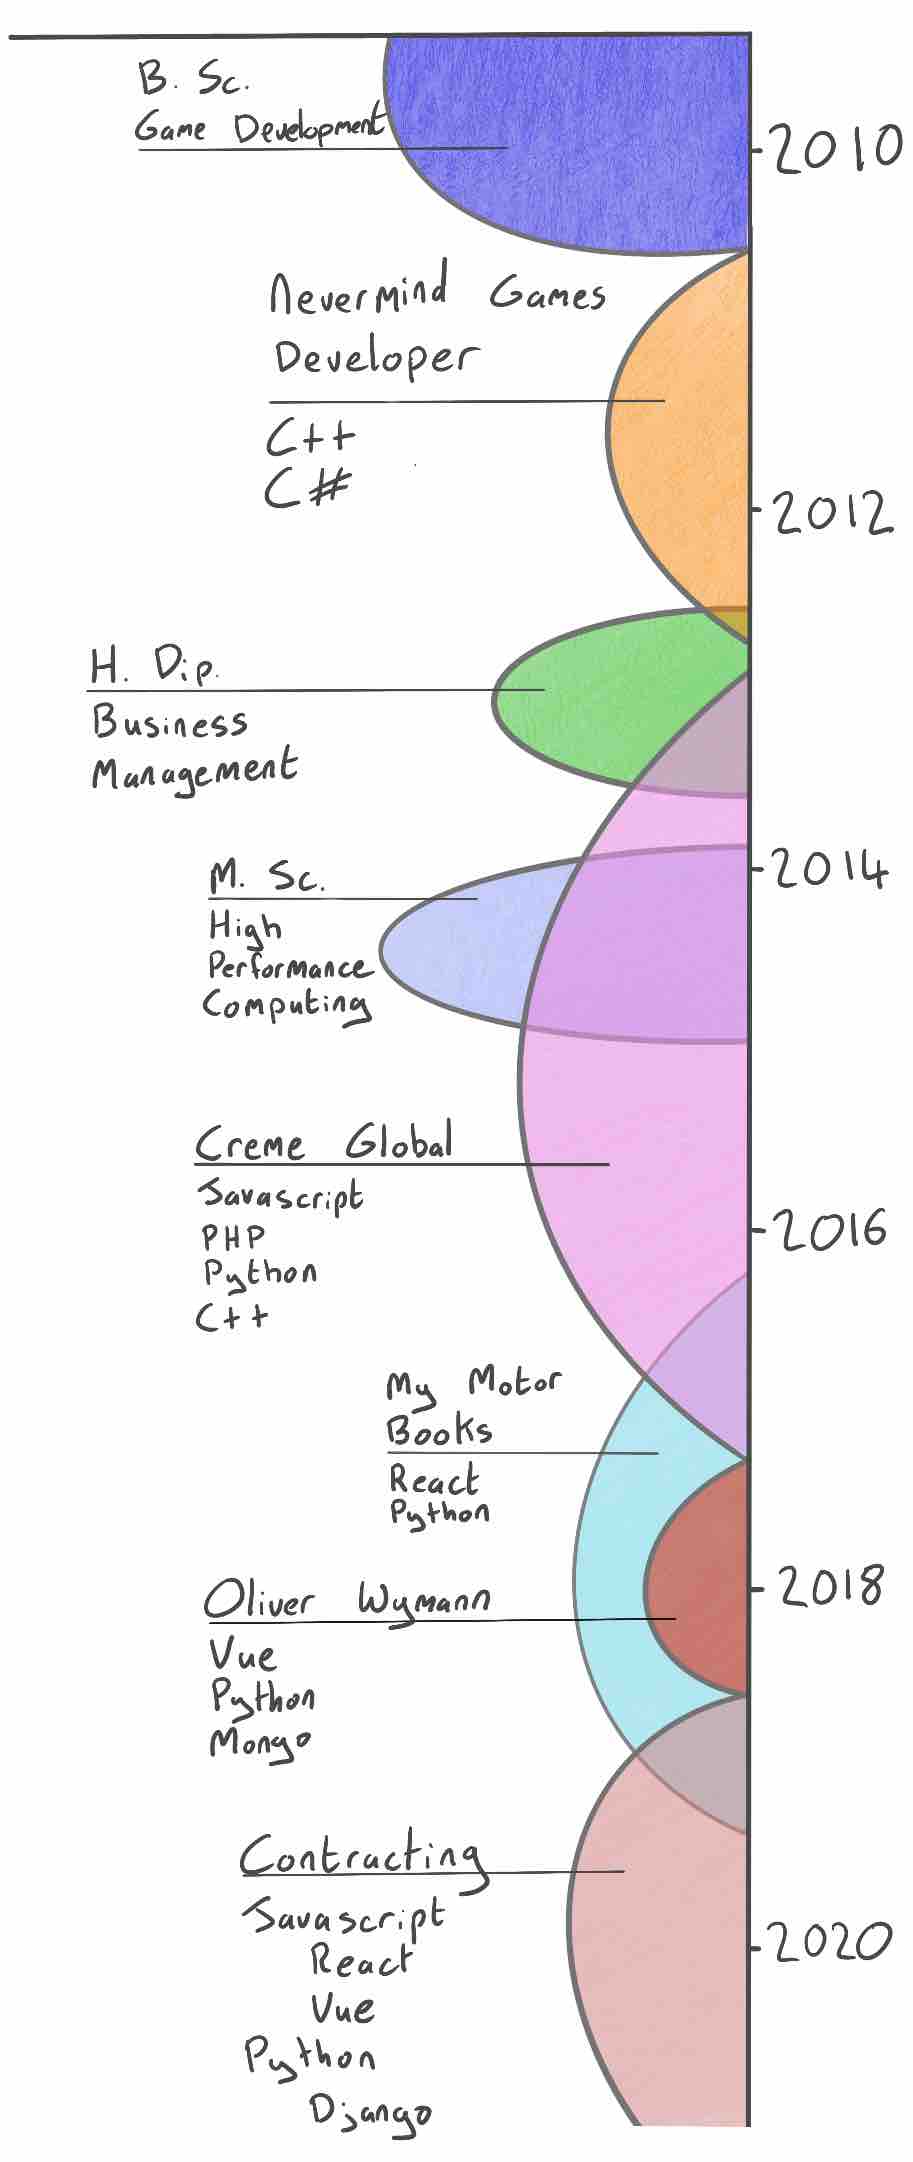 B. Sc.
Game Development
2010
Nevermind Games
Developer
C++
C#
2012
H. Dip.
Business
Management
2014
M. Sc.
High
Performance
Computing
Creme Global
Javascript
PHP
Python
C++
2016
My Motor
Books
React
Python
2018
Oliver Wymann
Vue
Python
Mongo
Contracting
Javascript
React
2020
Vue
Python
Django